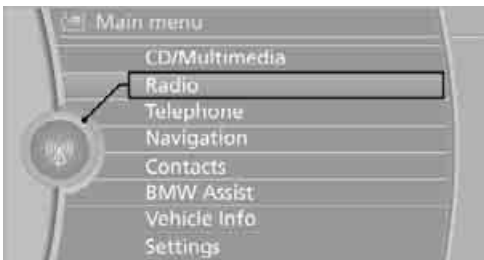 Main menu
CD/Multimedia
Radio
Telephone
Navigation
Contacts
BMW Assist
Vehicle Info
Settings